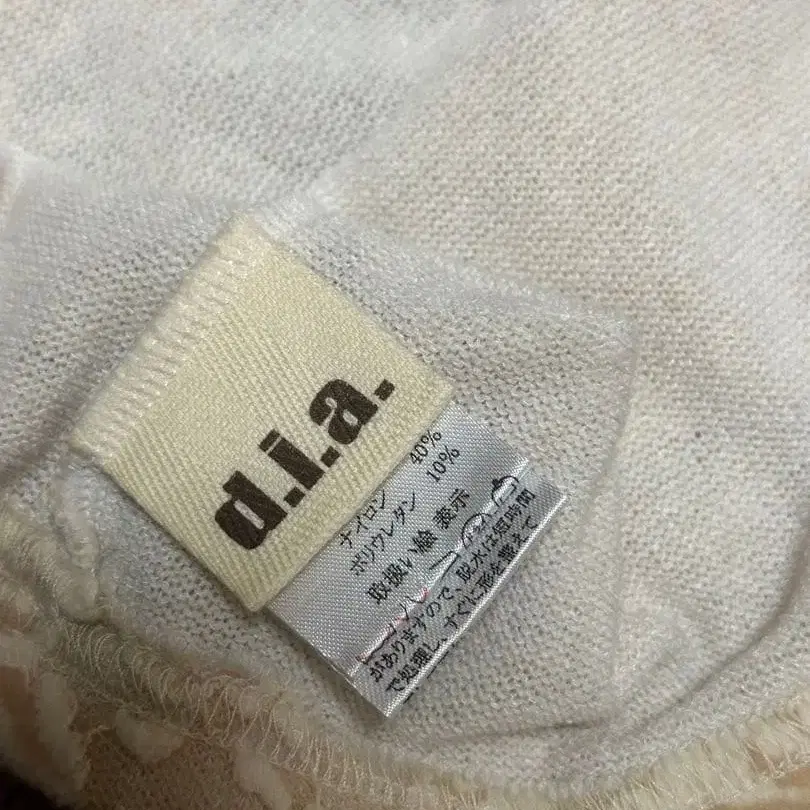 d.i.a.
ナイロン 40%
ポリウレタン 10%
取扱い絵表示
がありますので、脱水は短時間
で処理し、すぐに形を整えて